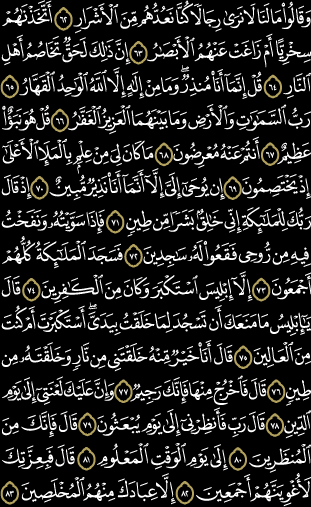 وَقَالُوا۟ مَا لَنَا لَا نَرَىٰ رِجَالًا كُنَّا نَعُدُّهُم مِّنَ ٱلْأَشْرَارِ ٦٢ أَتَّخَذْنَٰهُمْ
سِخْرِيًّا أَمْ زَاغَتْ عَنْهُمُ ٱلْأَبْصَٰرُ ٦٣ إِنَّ ذَٰلِكَ لَحَقٌّ تَخَاصُمُ أَهْلِ
ٱلنَّارِ ٦٤ قُلْ إِنَّمَآ أَنَا۠ مُنذِرٌ ۖ وَمَا مِنْ إِلَٰهٍ إِلَّا ٱللَّهُ ٱلْوَٰحِدُ ٱلْقَهَّارُ ٦٥
رَبُّ ٱلسَّمَٰوَٰتِ وَٱلْأَرْضِ وَمَا بَيْنَهُمَا ٱلْعَزِيزُ ٱلْغَفَّٰرُ ٦٦ قُلْ هُوَ نَبَؤٌا۟
عَظِيمٌ ٦٧ أَنتُمْ عَنْهُ مُعْرِضُونَ ٦٨ مَا كَانَ لِىَ مِنْ عِلْمٍۭ بِٱلْمَلَإِ ٱلْأَعْلَىٰٓ
إِذْ يَخْتَصِمُونَ ٦٩ إِن يُوحَىٰٓ إِلَىَّ إِلَّآ أَنَّمَآ أَنَا۠ نَذِيرٌ مُّبِينٌ ٧٠ إِذْ قَالَ
رَبُّكَ لِلْمَلَٰٓئِكَةِ إِنِّى خَٰلِقٌۢ بَشَرًا مِّن طِينٍ ٧١ فَإِذَا سَوَّيْتُهُۥ وَنَفَخْتُ
فِيهِ مِن رُّوحِى فَقَعُوا۟ لَهُۥ سَٰجِدِينَ ٧٢ فَسَجَدَ ٱلْمَلَٰٓئِكَةُ كُلُّهُمْ
أَجْمَعُونَ ٧٣ إِلَّآ إِبْلِيسَ ٱسْتَكْبَرَ وَكَانَ مِنَ ٱلْكَٰفِرِينَ ٧٤ قَالَ
يَٰٓإِبْلِيسُ مَا مَنَعَكَ أَن تَسْجُدَ لِمَا خَلَقْتُ بِيَدَىَّ ۖ أَسْتَكْبَرْتَ أَمْ كُنتَ
مِنَ ٱلْعَالِينَ ٧٥ قَالَ أَنَا۠ خَيْرٌ مِّنْهُ ۖ خَلَقْتَنِى مِن نَّارٍ وَخَلَقْتَهُۥ مِن
طِينٍ ٧٦ قَالَ فَٱخْرُجْ مِنْهَا فَإِنَّكَ رَجِيمٌ ٧٧ وَإِنَّ عَلَيْكَ لَعْنَتِىٓ إِلَىٰ يَوْمِ
ٱلدِّينِ ٧٨ قَالَ رَبِّ فَأَنظِرْنِىٓ إِلَىٰ يَوْمِ يُبْعَثُونَ ٧٩ قَالَ فَإِنَّكَ مِنَ
ٱلْمُنظَرِينَ ٨٠ إِلَىٰ يَوْمِ ٱلْوَقْتِ ٱلْمَعْلُومِ ٨١ قَالَ فَبِعِزَّتِكَ
لَأُغْوِيَنَّهُمْ أَجْمَعِينَ ٨٢ إِلَّا عِبَادَكَ مِنْهُمُ ٱلْمُخْلَصِينَ ٨٣